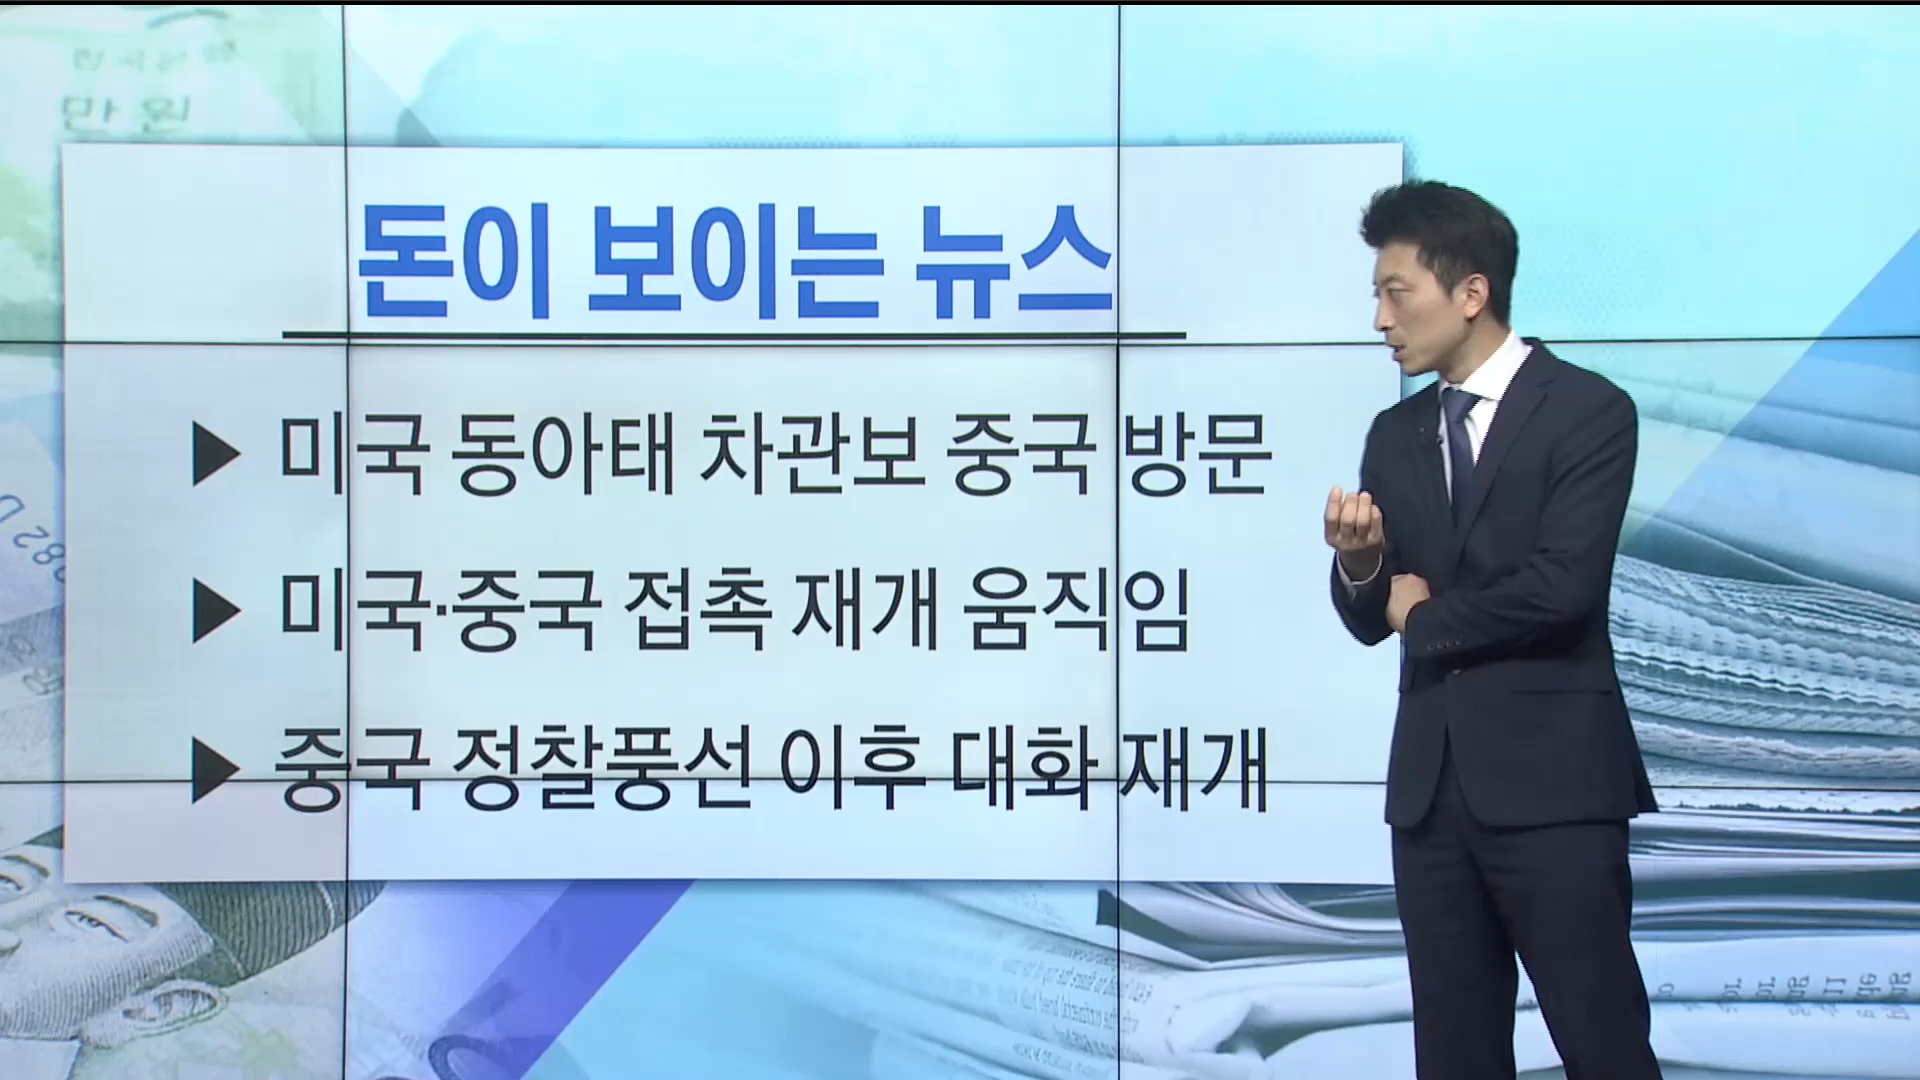 만 원
돈이 보이는 뉴스
▶ 미국 동아태 차관보 중국 방문
▶ 미국·중국 접촉 재개 움직임
▶ 중국 정찰풍선 이후 대화 재개